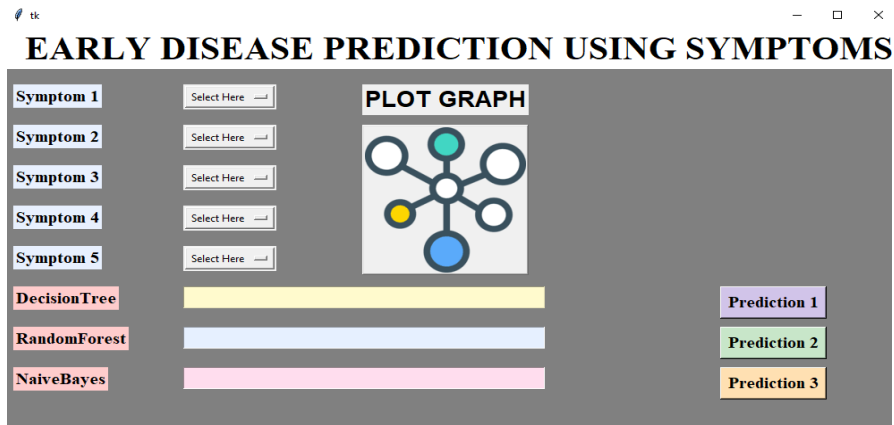 tk
EARLY DISEASE PREDICTION USING SYMPTOMS
Symptom 1 Select Here PLOT GRAPH
Symptom 2 Select Here
Symptom 3 Select Here
Symptom 4 Select Here
Symptom 5 Select Here
DecisionTree Prediction 1
RandomForest Prediction 2
NaiveBayes Prediction 3